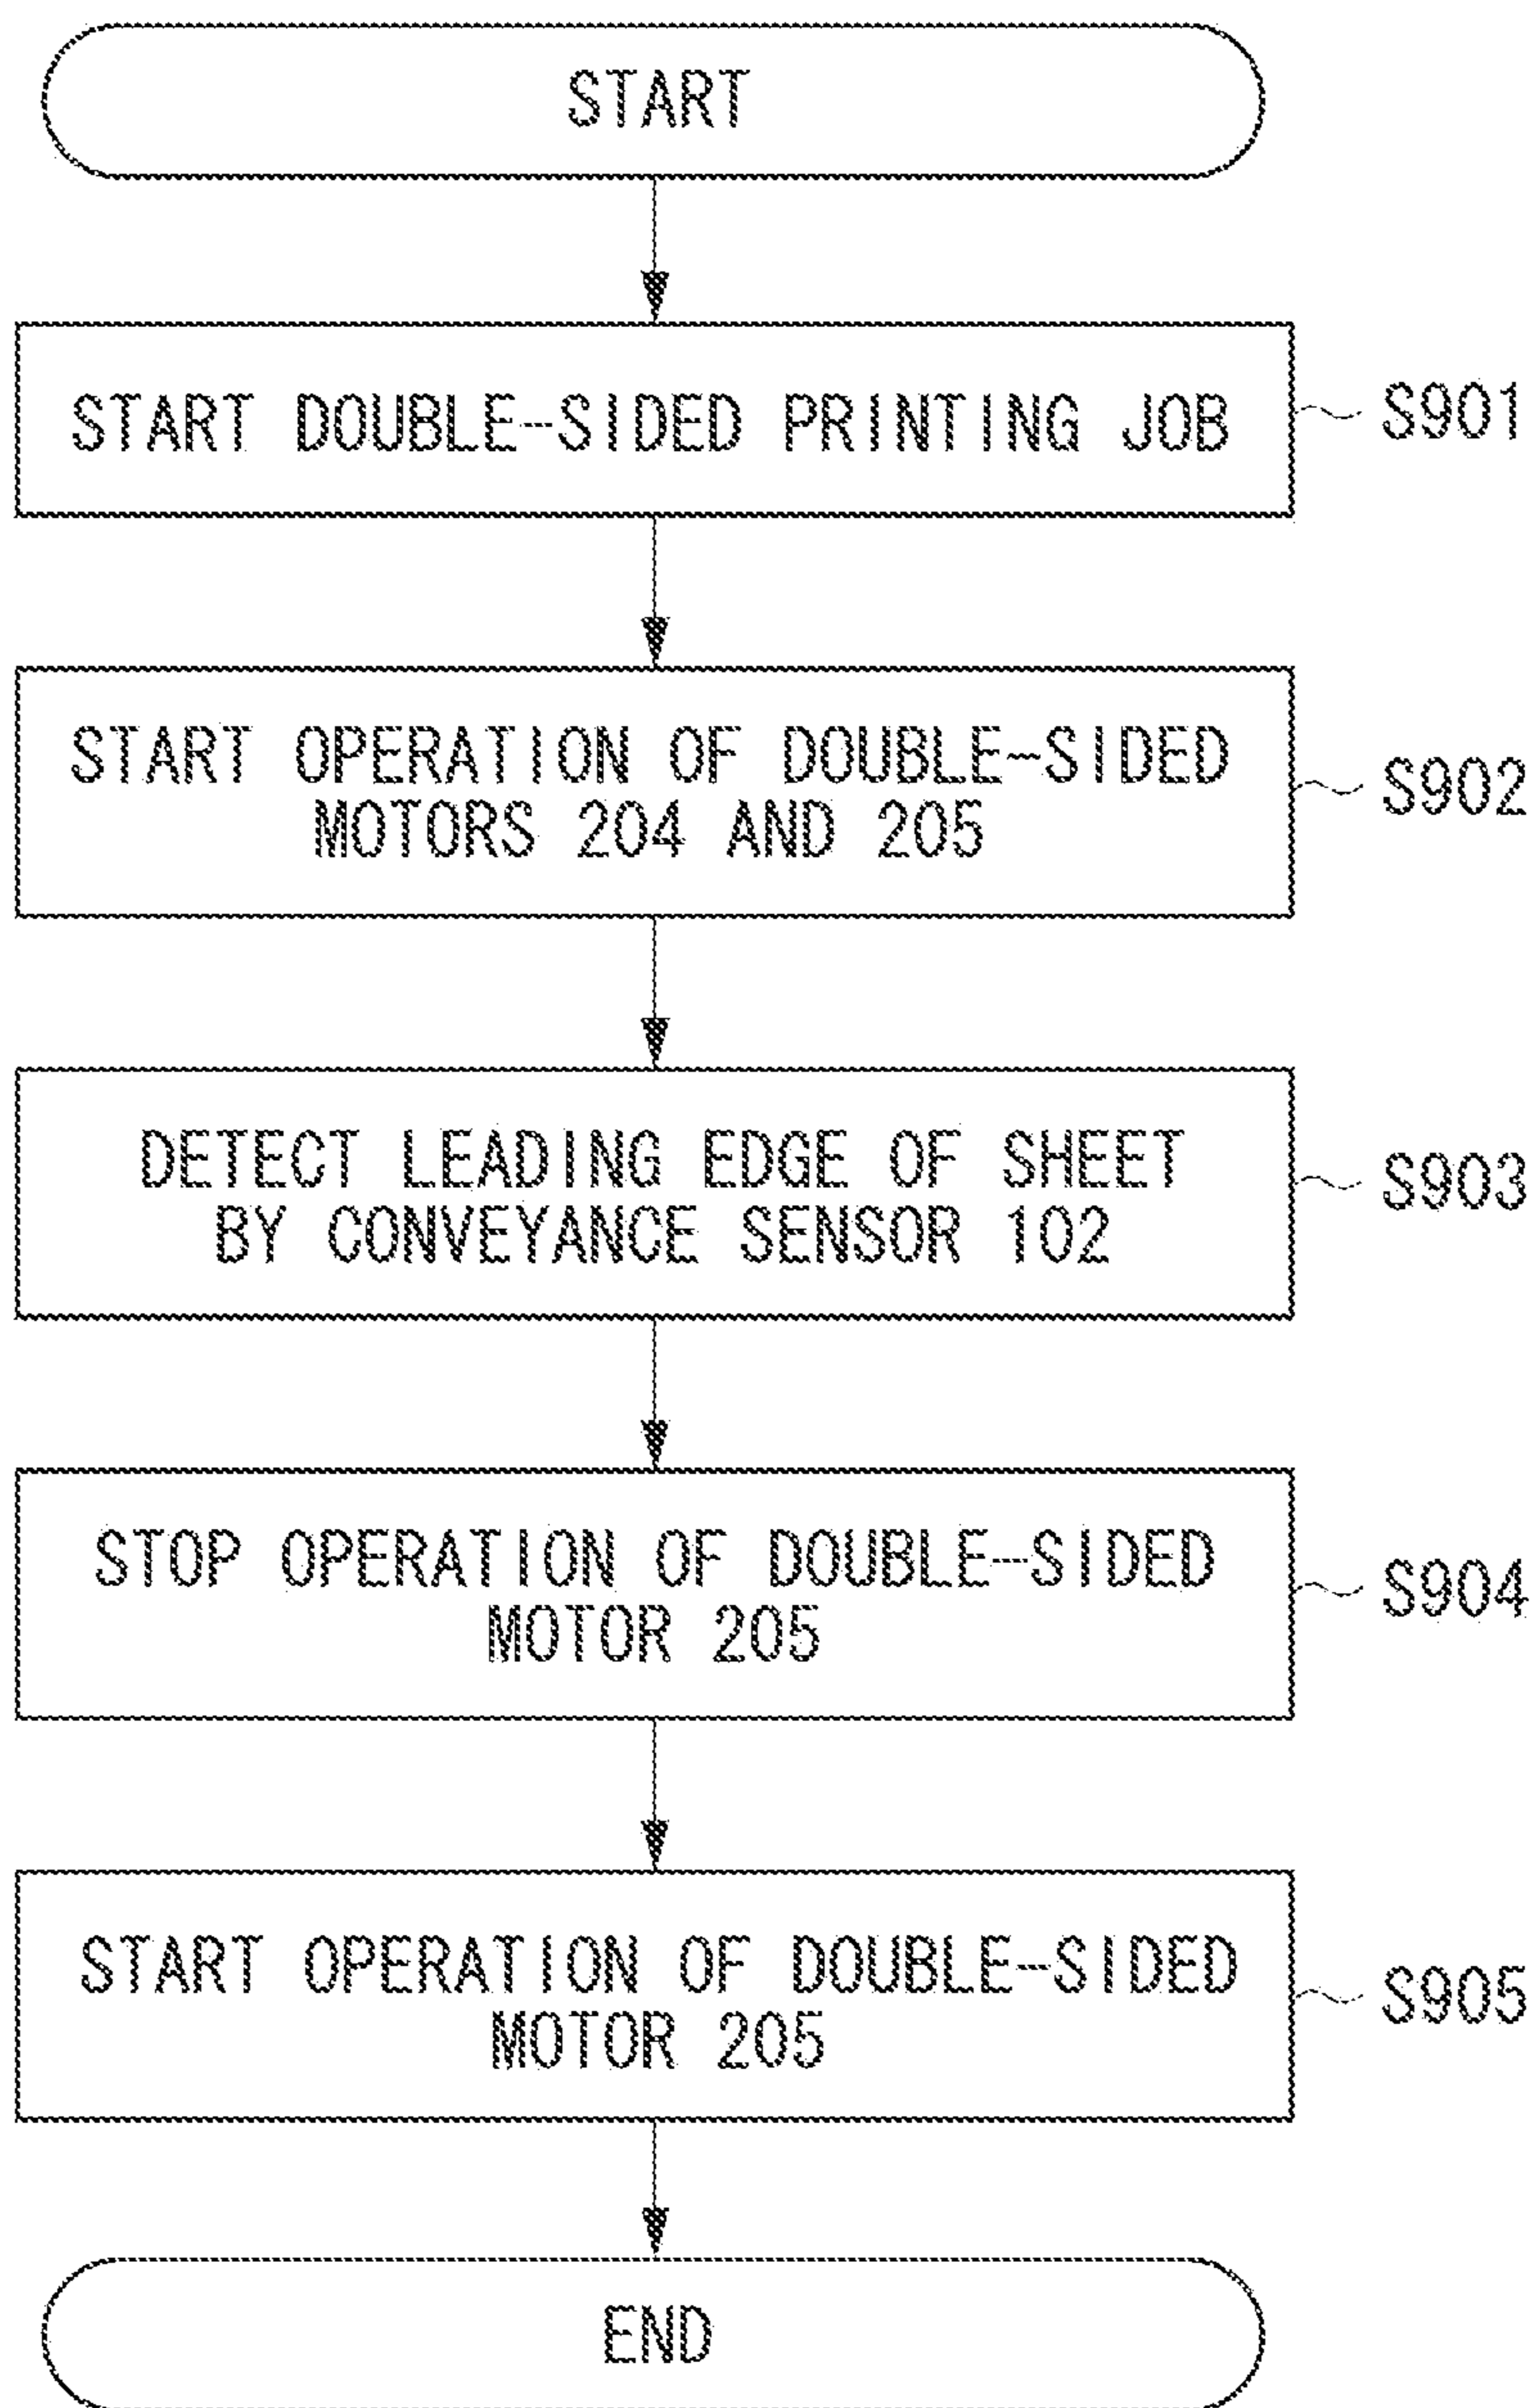 START
START DOUBLE-SIDED PRINTING JOB
S901
START OPERATION OF DOUBLE-SIDED
MOTORS 204 AND 205
S902
DETECT LEADING EDGE OF SHEET
BY CONVEYANCE SENSOR 102
S903
STOP OPERATION OF DOUBLE-SIDED
MOTOR 205
S904
START OPERATION OF DOUBLE-SIDED
MOTOR 205
S905
END